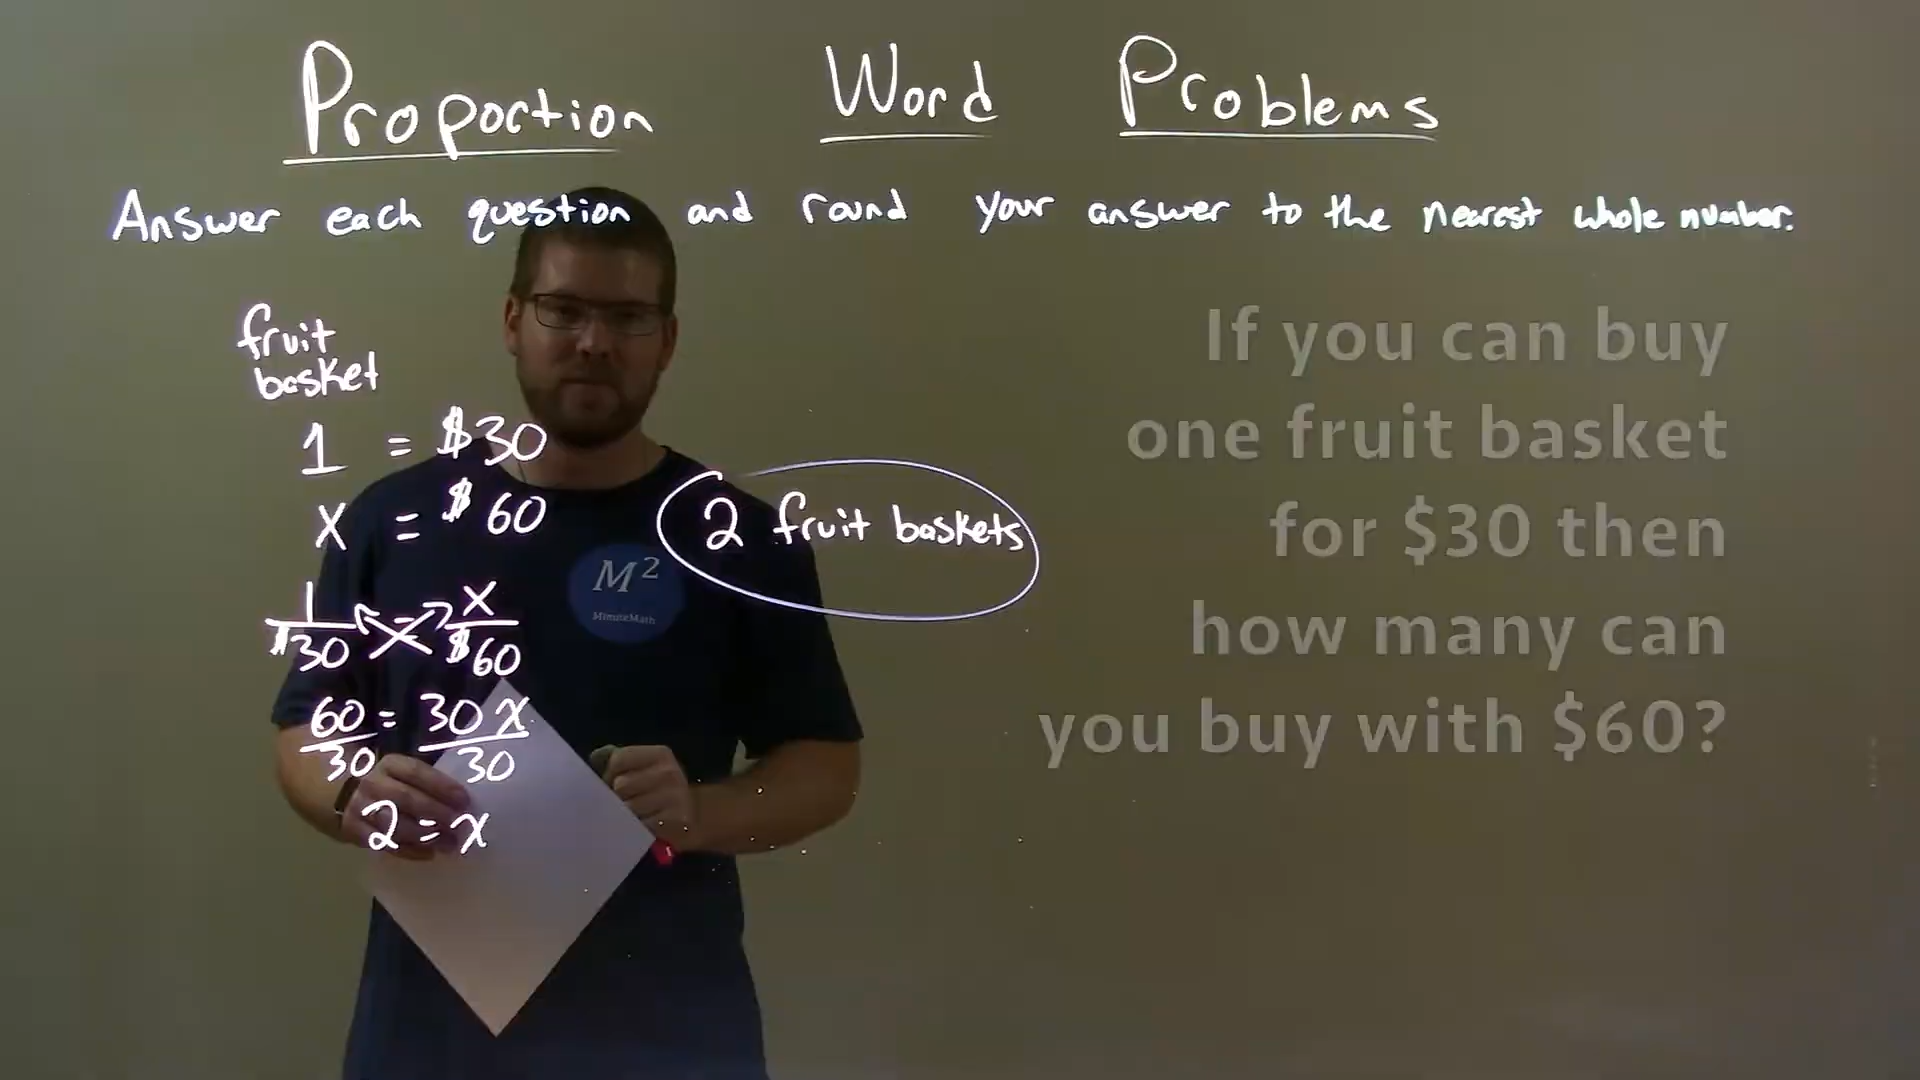 Proportion Word Problems
Answer each question and round your answer to the nearest whole number.
fruit
basket
1 = $30
x = $60
1/$30 = x/$60
60/30 = 30x/30
2 = x
2 fruit baskets
M²
MinuteMath
If you can buy
one fruit basket
for $30 then
how many can
you buy with $60?